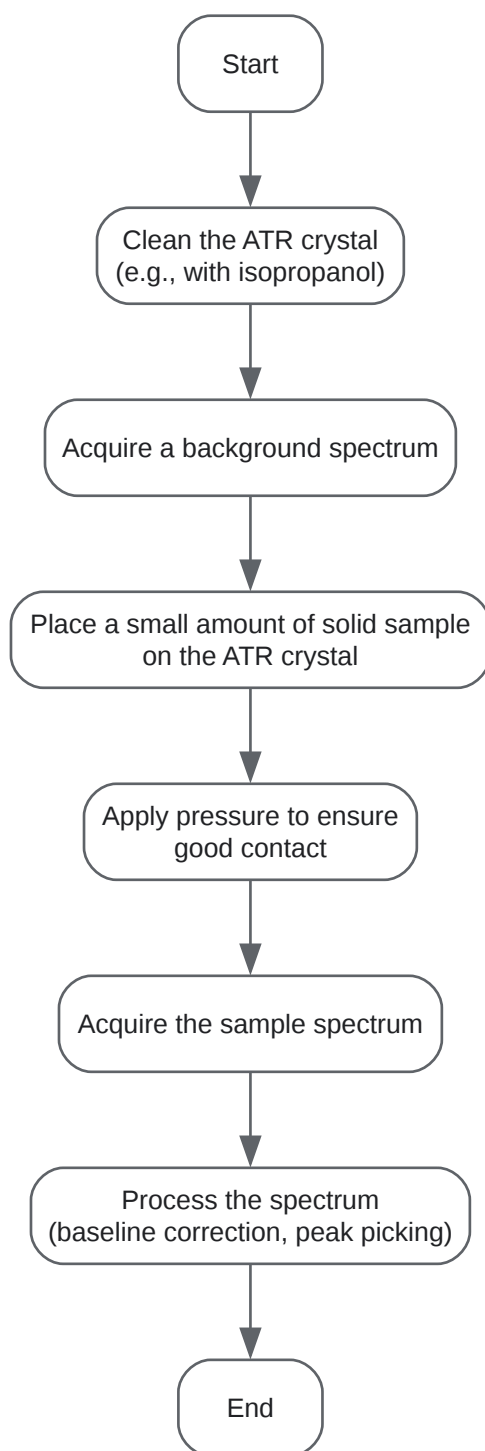 Start
Clean the ATR crystal
(e.g., with isopropanol)
Acquire a background spectrum
Place a small amount of solid sample
on the ATR crystal
Apply pressure to ensure
good contact
Acquire the sample spectrum
Process the spectrum
(baseline correction, peak picking)
End